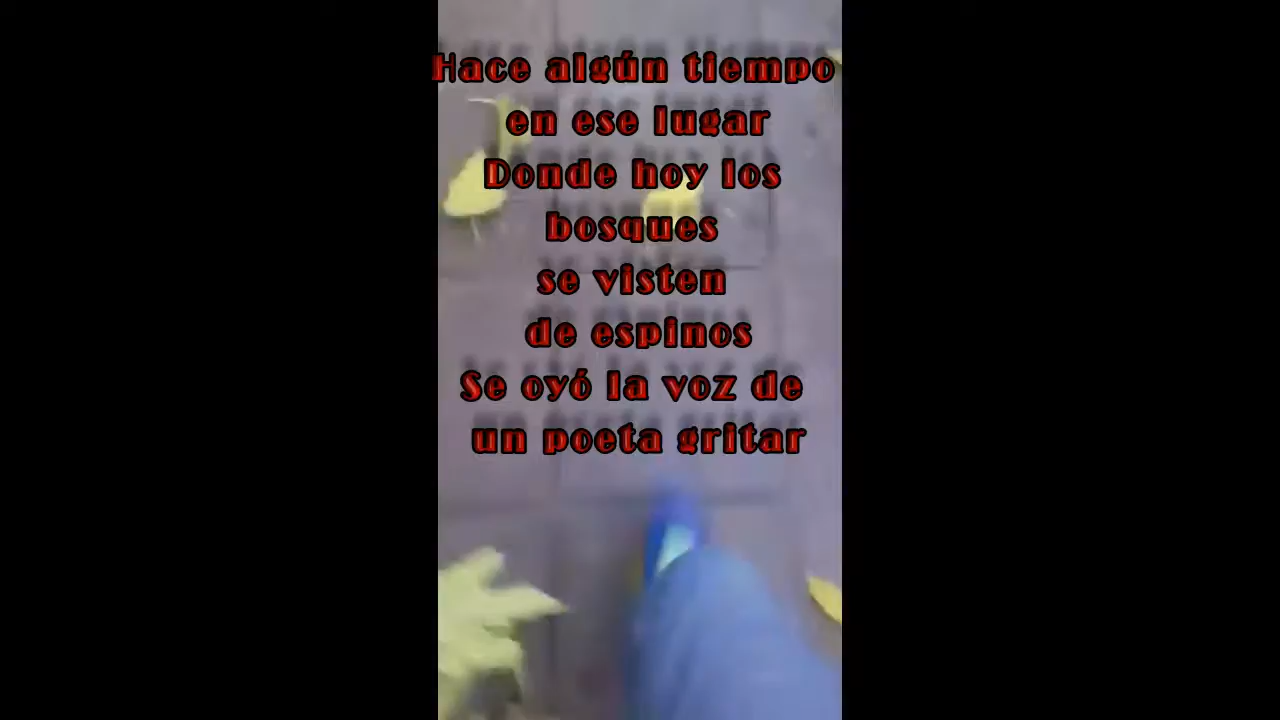 Hace algún tiempo
en ese lugar
Donde hoy los
bosques
se visten
de espinos
Se oyó la voz de
un poeta gritar